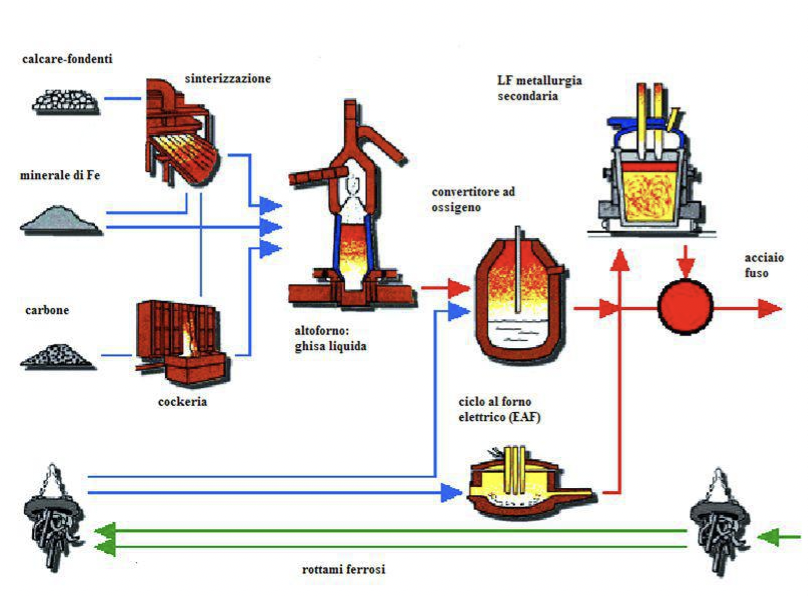 calcare-fondenti
sinterizzazione
LF metallurgia
secondaria
minerale di Fe
convertitore ad
ossigeno
acciaio
fuso
carbone
altoforno:
ghisa liquida
cockeria
ciclo al forno
elettrico (EAF)
rottami ferrosi